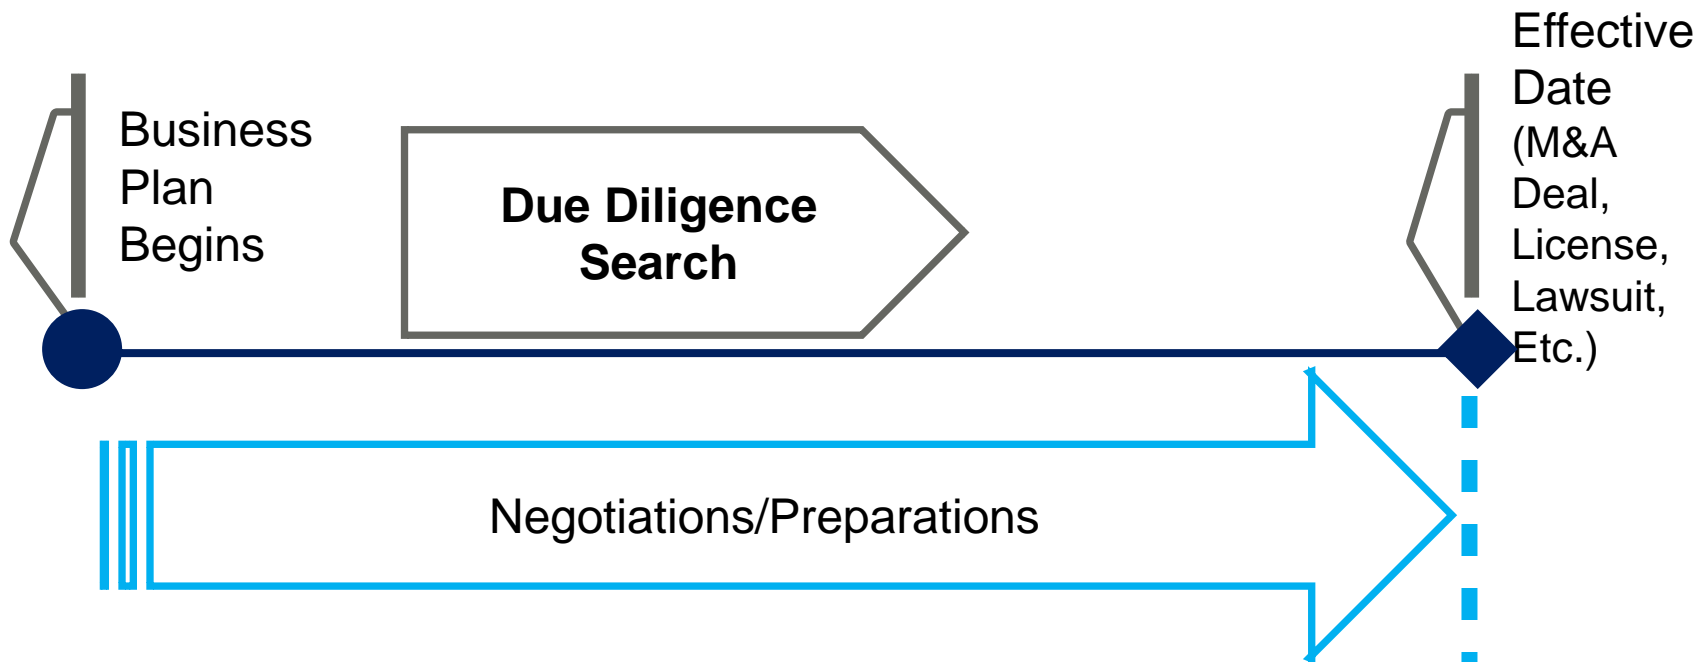 Business
Plan
Begins
Due Diligence
Search
Effective
Date
(M&A
Deal,
License,
Lawsuit,
Etc.)
Negotiations/Preparations